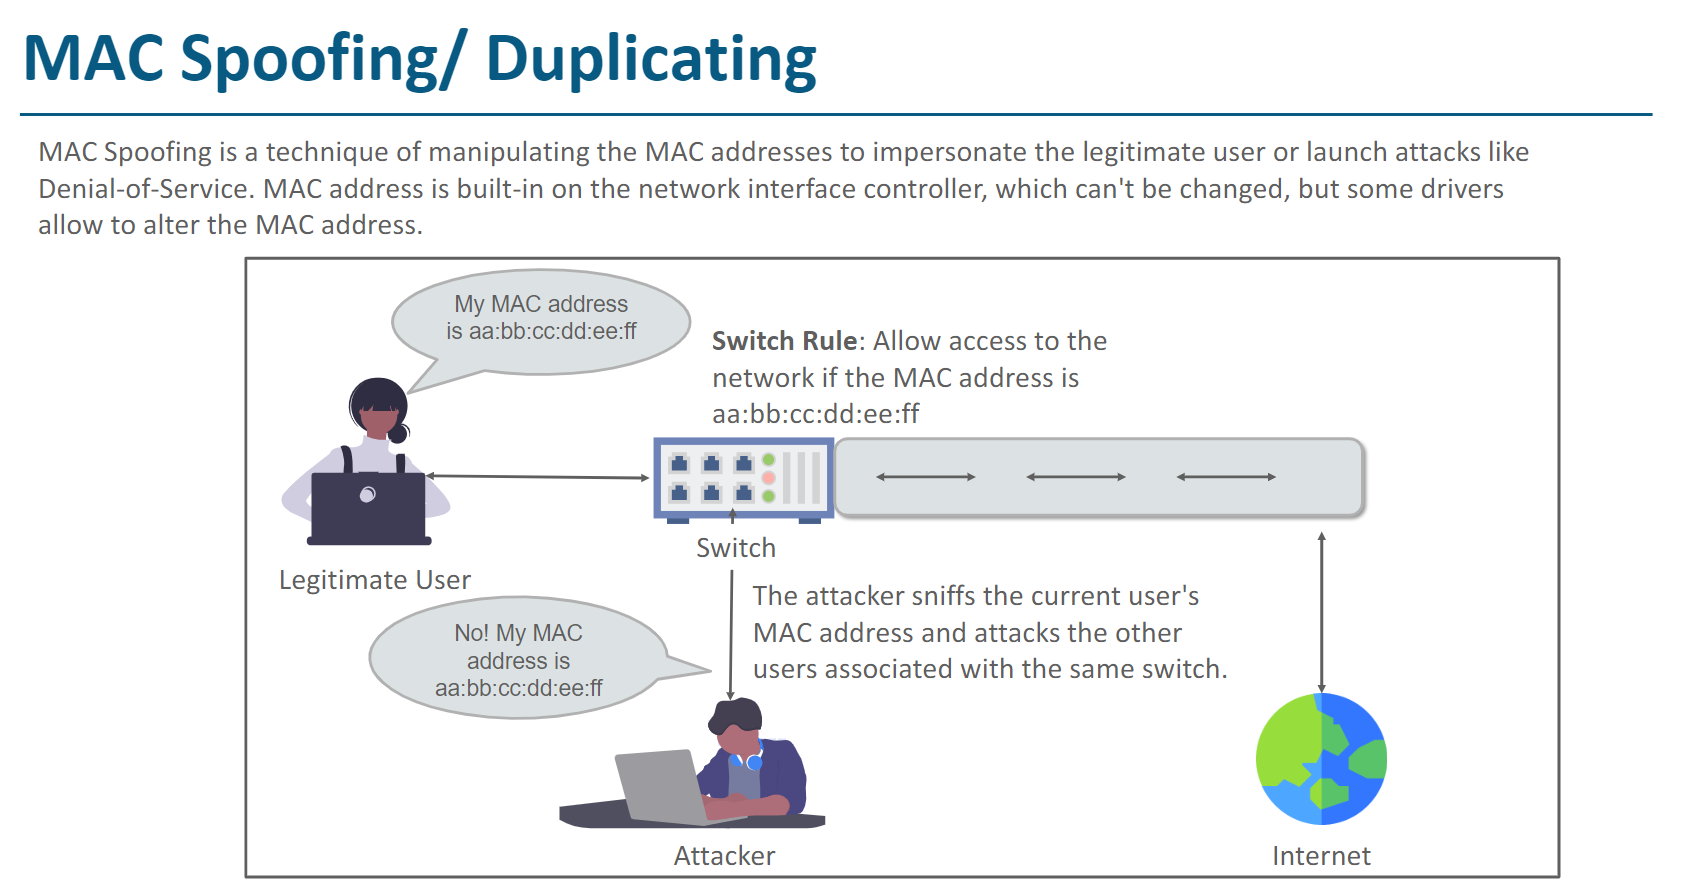 MAC Spoofing/ Duplicating
MAC Spoofing is a technique of manipulating the MAC addresses to impersonate the legitimate user or launch attacks like
Denial-of-Service. MAC address is built-in on the network interface controller, which can't be changed, but some drivers
allow to alter the MAC address.
My MAC address
is aa:bb:cc:dd:ee:ff
Switch Rule: Allow access to the
network if the MAC address is
aa:bb:cc:dd:ee:ff
Switch
Legitimate User
The attacker sniffs the current user's
MAC address and attacks the other
users associated with the same switch.
No! My MAC
address is
aa:bb:cc:dd:ee:ff
Attacker
Internet